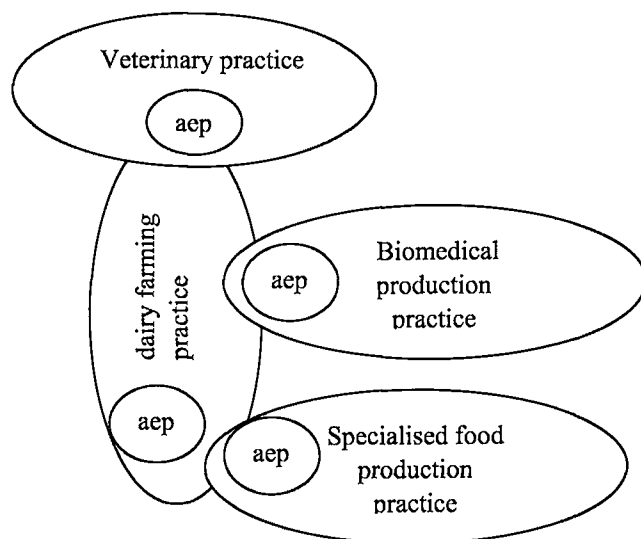 Veterinary practice
aep
dairy farming
practice
aep
Biomedical
production
practice
aep
aep
Specialised food
production
practice